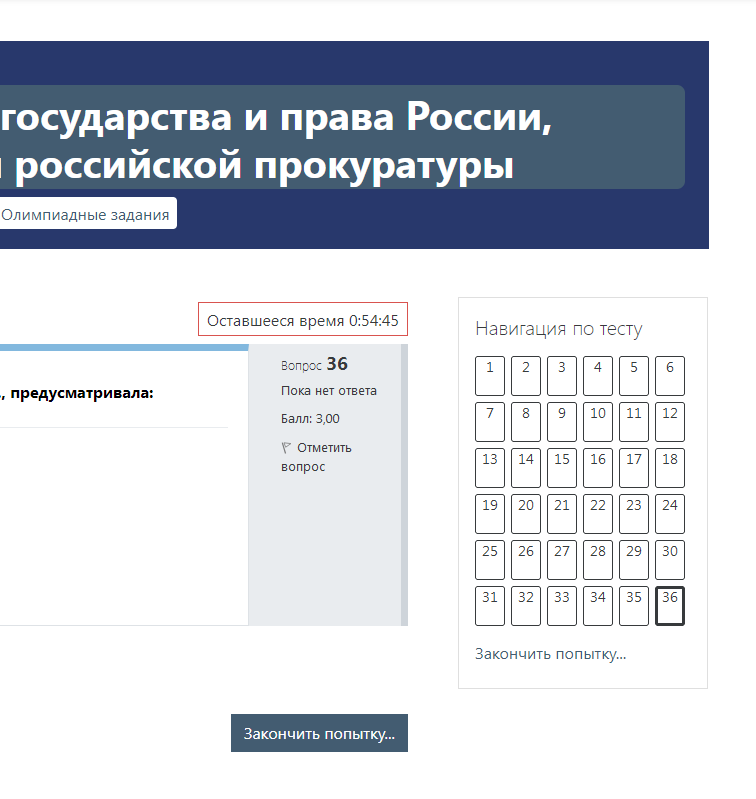 государства и права России,
российской прокуратуры
Олимпиадные задания
Оставшееся время 0:54:45
, предусматривала:
Вопрос 36
Пока нет ответа
Балл: 3,00
Отметить
вопрос
Навигация по тесту
1 2 3 4 5 6
7 8 9 10 11 12
13 14 15 16 17 18
19 20 21 22 23 24
25 26 27 28 29 30
31 32 33 34 35 36
Закончить попытку...
Закончить попытку...